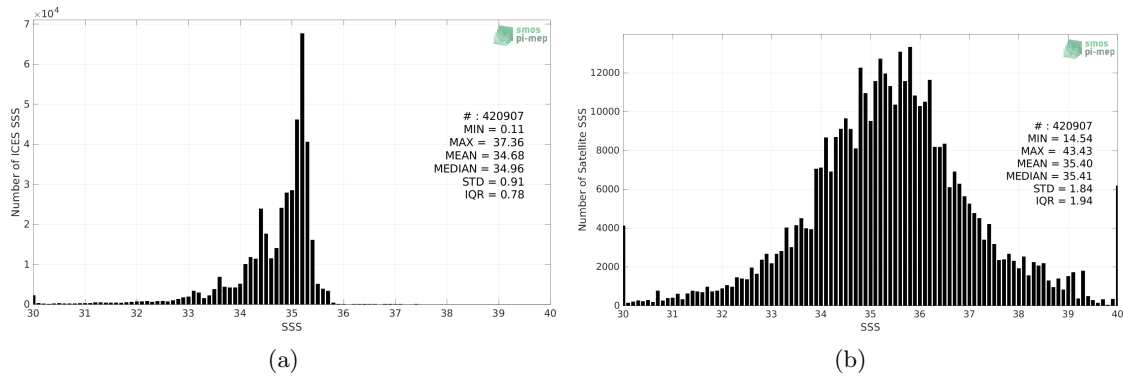 ×10⁴
7
6
5
4
3
2
1
0
Number of ICES SSS
smos
pi-mep
# : 420907
MIN = 0.11
MAX = 37.36
MEAN = 34.68
MEDIAN = 34.96
STD = 0.91
IQR = 0.78
30 31 32 33 34 35 36 37 38 39 40
SSS
(a)
12000
10000
8000
6000
4000
2000
0
Number of Satellite SSS
smos
pi-mep
# : 420907
MIN = 14.54
MAX = 43.43
MEAN = 35.40
MEDIAN = 35.41
STD = 1.84
IQR = 1.94
30 31 32 33 34 35 36 37 38 39 40
SSS
(b)